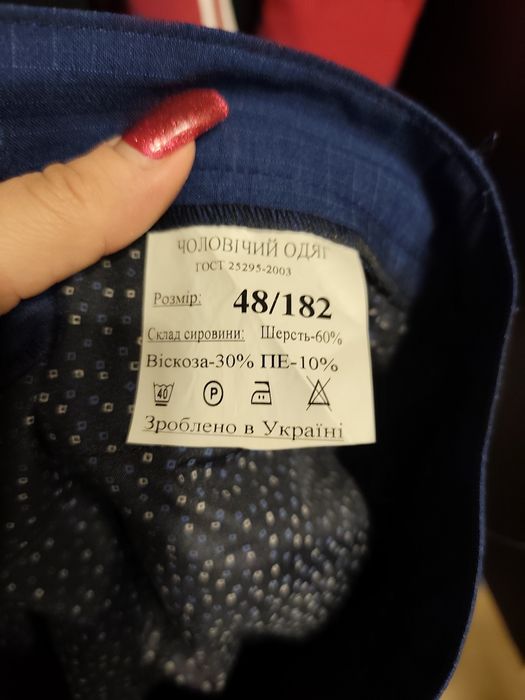 ЧОЛОВІЧИЙ ОДЯГ
ГОСТ 25295-2003
Розмір: 48/182
Склад сировини: Шерсть-60%
Віскоза-30% ПЕ-10%
40 P
Зроблено в Україні